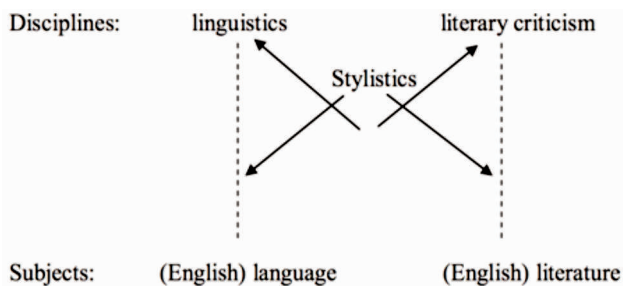 Disciplines: linguistics literary criticism
Stylistics
Subjects: (English) language (English) literature